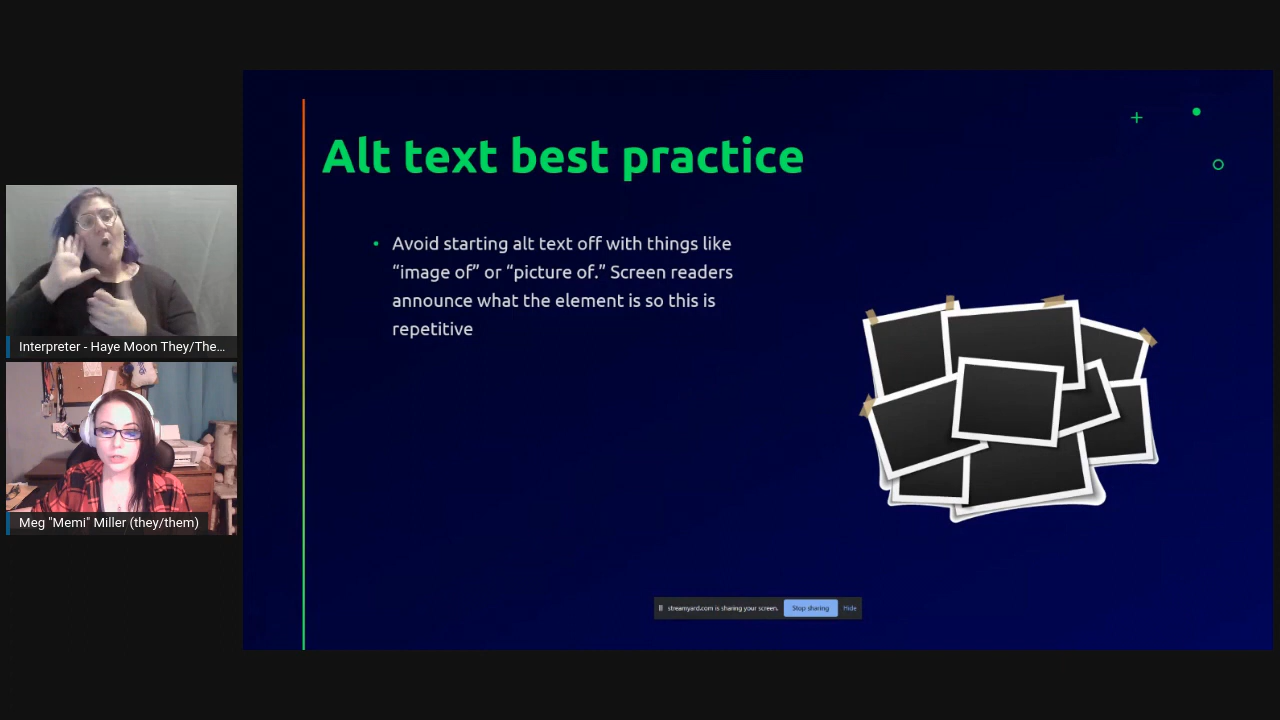 Alt text best practice
• Avoid starting alt text off with things like
“image of” or “picture of.” Screen readers
announce what the element is so this is
repetitive
Interpreter - Haye Moon They/The...
Meg "Memi" Miller (they/them)
streamyard.com is sharing your screen. Stop sharing Hide